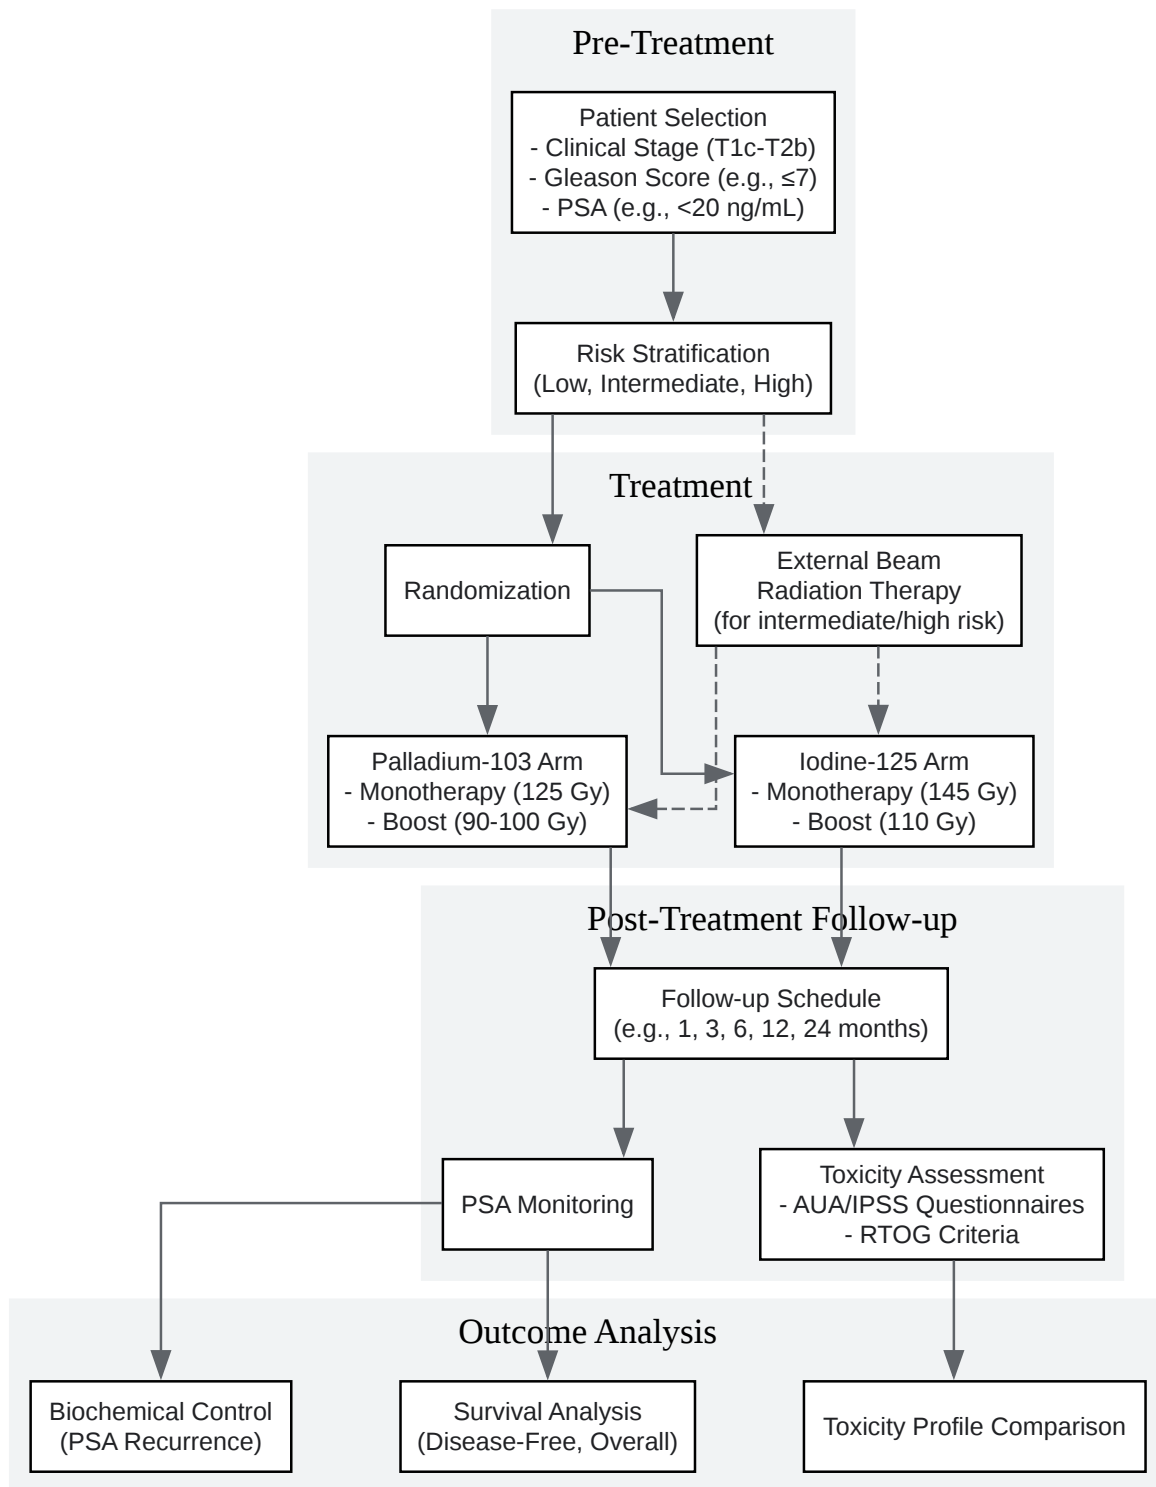 Pre-Treatment
Patient Selection
- Clinical Stage (T1c-T2b)
- Gleason Score (e.g., ≤7)
- PSA (e.g., <20 ng/mL)
Risk Stratification
(Low, Intermediate, High)
Treatment
Randomization
External Beam
Radiation Therapy
(for intermediate/high risk)
Palladium-103 Arm
- Monotherapy (125 Gy)
- Boost (90-100 Gy)
Iodine-125 Arm
- Monotherapy (145 Gy)
- Boost (110 Gy)
Post-Treatment Follow-up
Follow-up Schedule
(e.g., 1, 3, 6, 12, 24 months)
PSA Monitoring
Toxicity Assessment
- AUA/IPSS Questionnaires
- RTOG Criteria
Outcome Analysis
Biochemical Control
(PSA Recurrence)
Survival Analysis
(Disease-Free, Overall)
Toxicity Profile Comparison